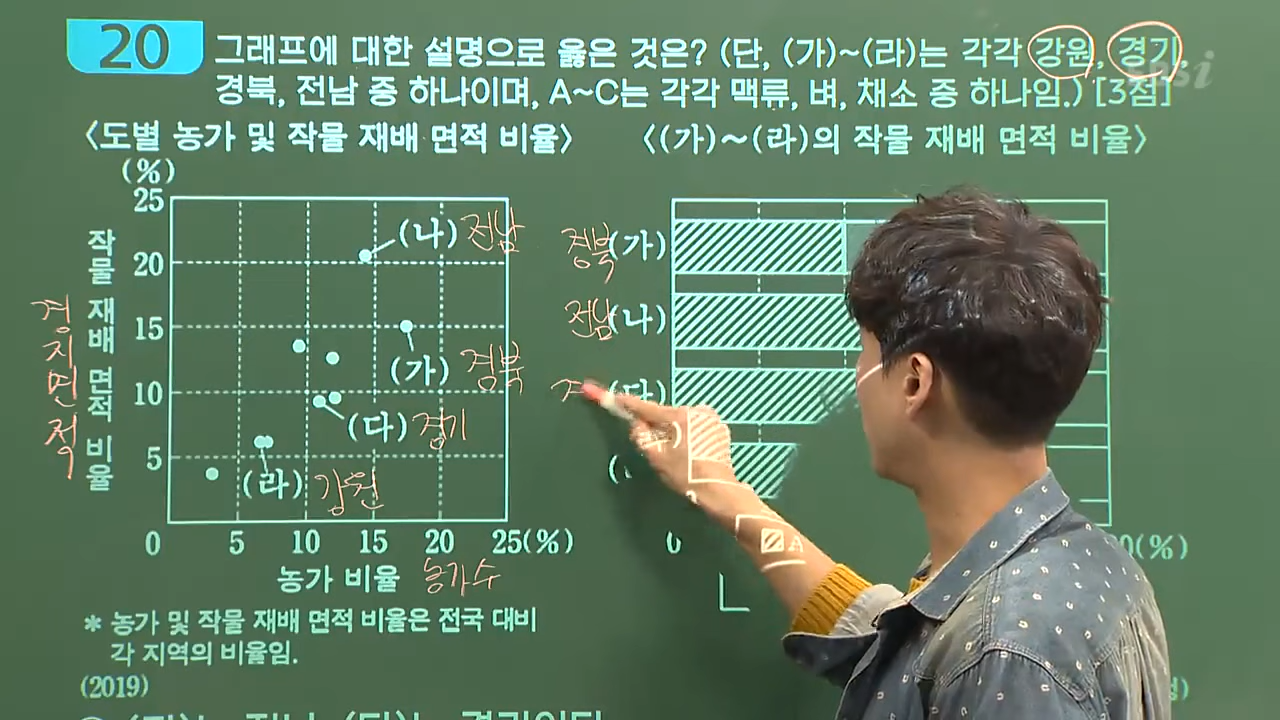 20
그래프에 대한 설명으로 옳은 것은? (단, (가)~(라)는 각각 강원, 경기
경북, 전남 중 하나이며, A~C는 각각 맥류, 벼, 채소 중 하나임.) [3점]
〈도별 농가 및 작물 재배 면적 비율〉
(%)
25
20
15
10
5
0
5 10 15 20 25(%)
작물 재배 면적 비율
경지면적
(나) 전남
(가) 경북
(다) 경기
(라) 강원
농가 비율 농가수
* 농가 및 작물 재배 면적 비율은 전국 대비
각 지역의 비율임.
(2019)
〈(가)~(라)의 작물 재배 면적 비율〉
경북 (가)
전남 (나)
(다)
0
0(%)
A